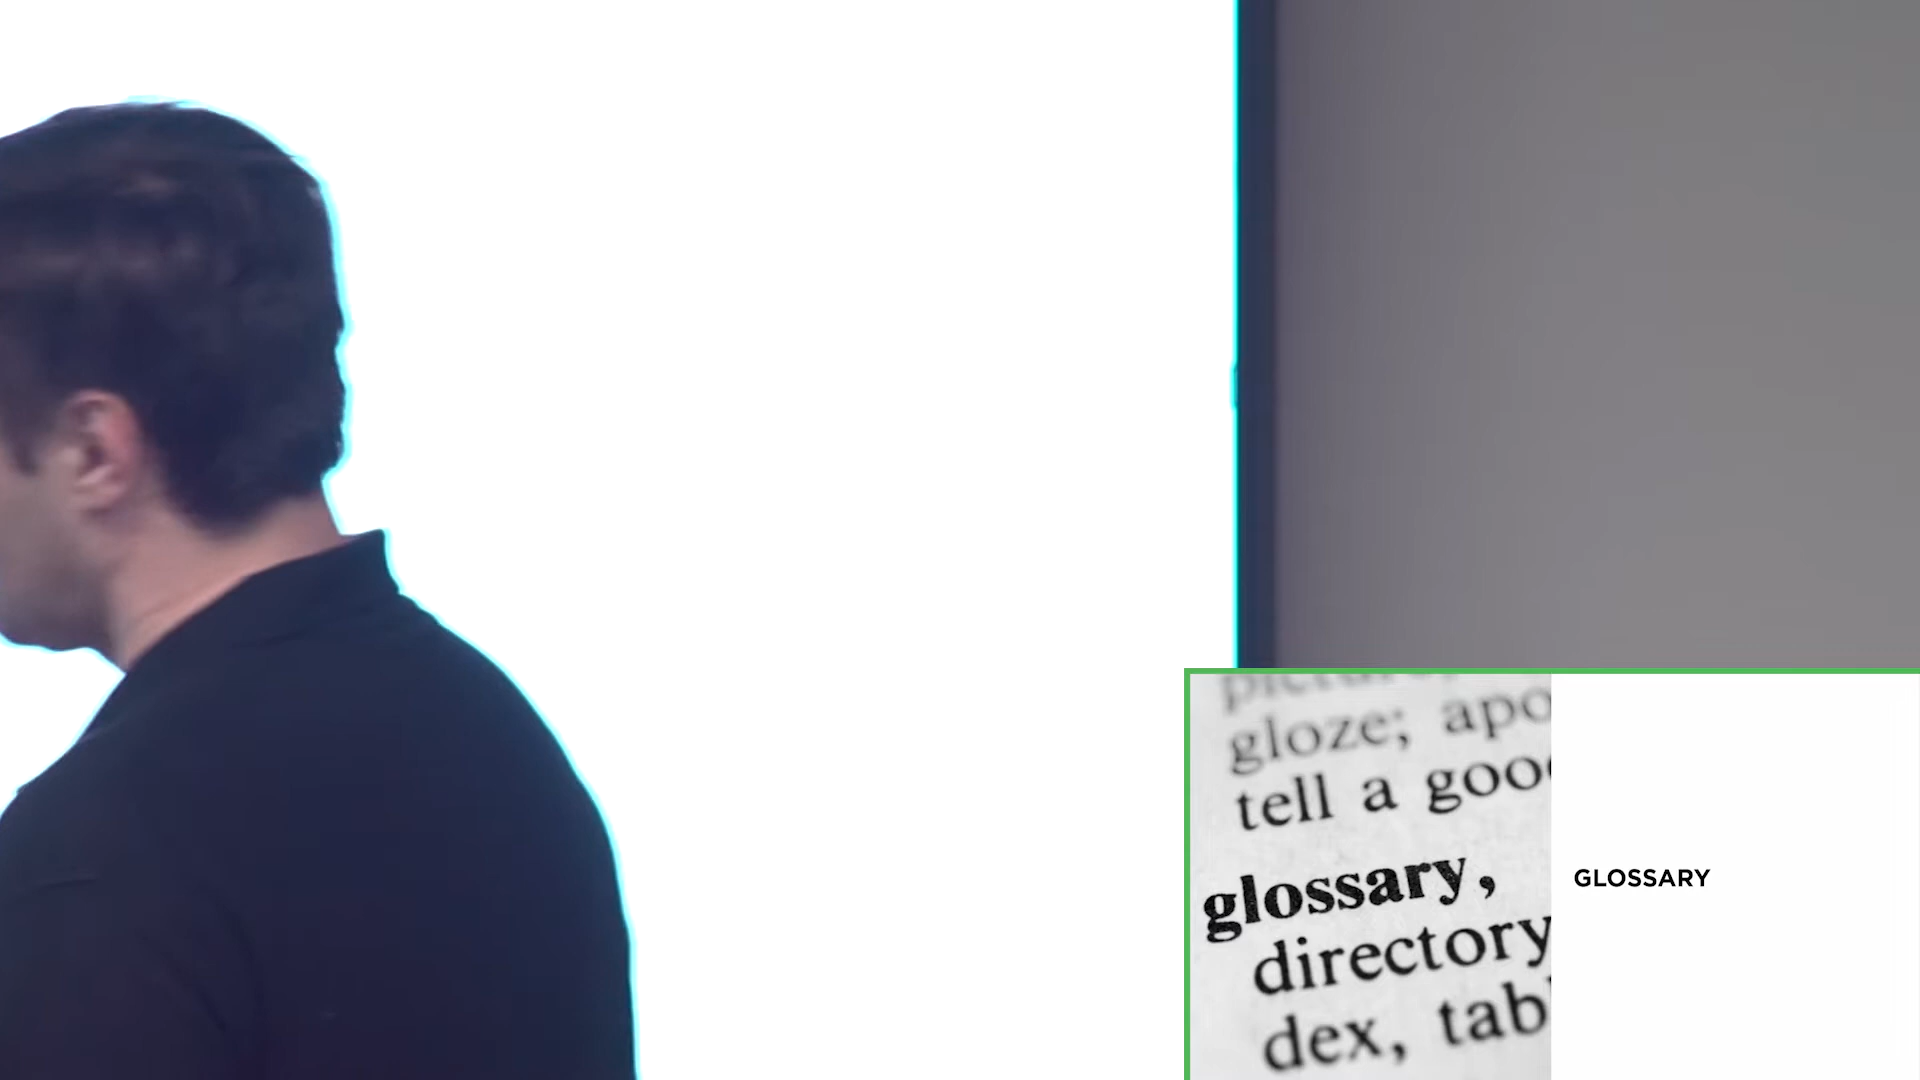 gloze; apo
tell a goo
glossary,
directory
dex, tab
GLOSSARY